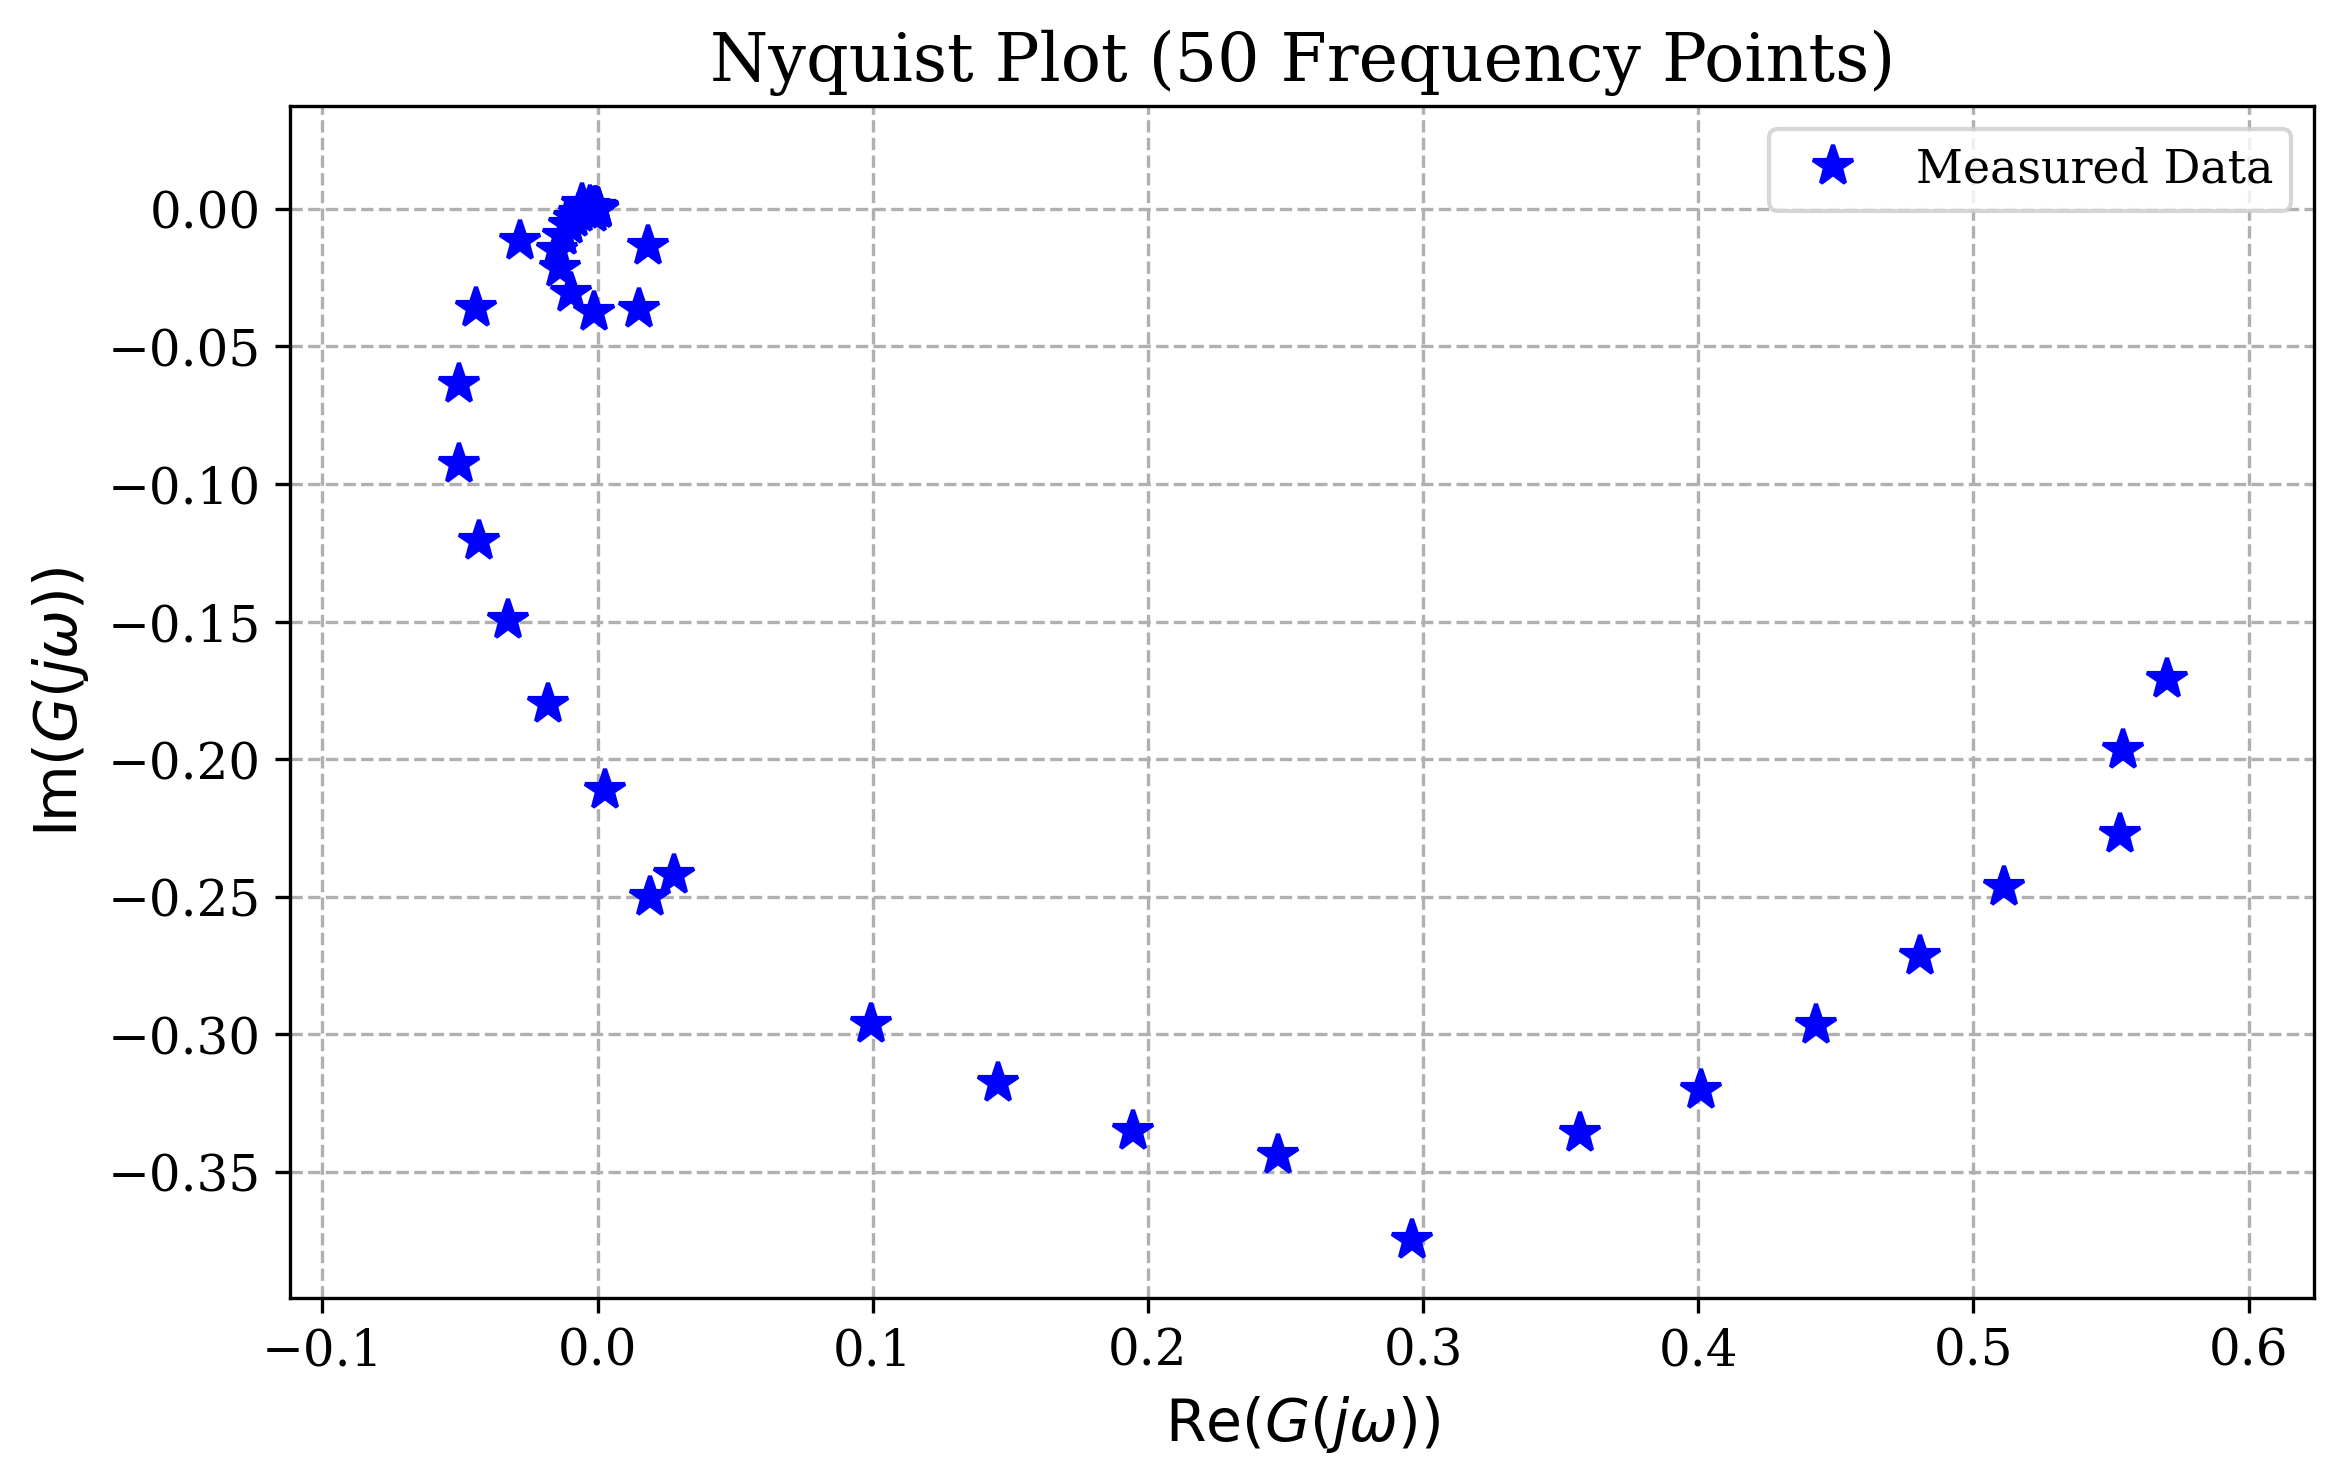 Nyquist Plot (50 Frequency Points)
Measured Data
Im(G(jω))
0.00
−0.05
−0.10
−0.15
−0.20
−0.25
−0.30
−0.35
−0.1 0.0 0.1 0.2 0.3 0.4 0.5 0.6
Re(G(jω))